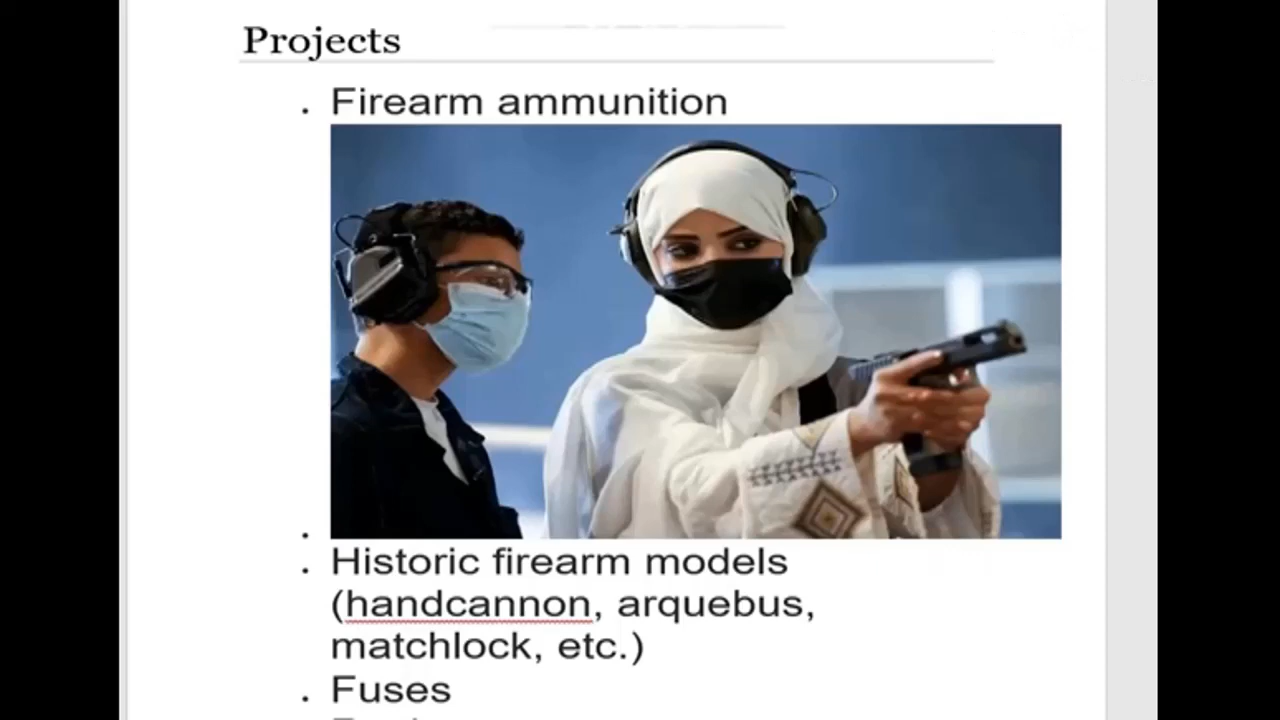 Projects
. Firearm ammunition
.
. Historic firearm models
(handcannon, arquebus,
matchlock, etc.)
. Fuses